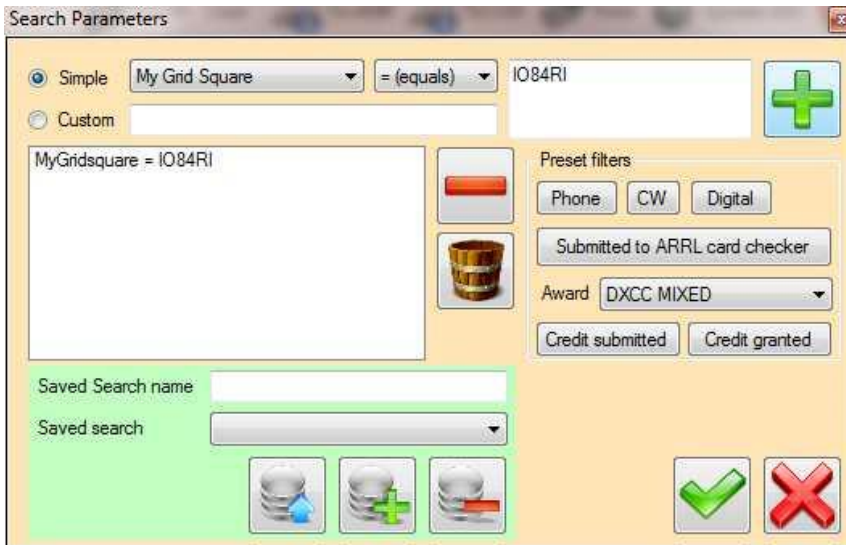 Search Parameters
Simple My Grid Square = (equals) IO84RI
Custom
MyGridsquare = IO84RI
Preset filters
Phone CW Digital
Submitted to ARRL card checker
Award DXCC MIXED
Credit submitted Credit granted
Saved Search name
Saved search